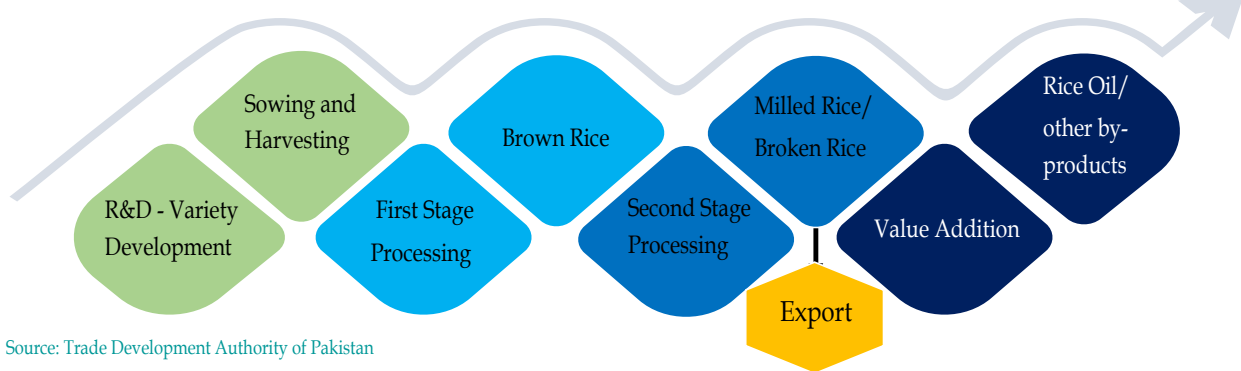 R&D - Variety
Development
Sowing and
Harvesting
First Stage
Processing
Brown Rice
Second Stage
Processing
Milled Rice/
Broken Rice
Export
Value Addition
Rice Oil/
other by-
products
Source: Trade Development Authority of Pakistan